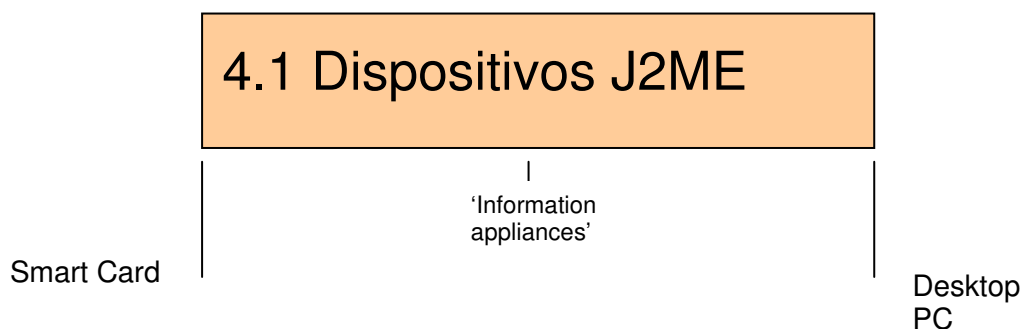 4.1 Dispositivos J2ME
‘Information
appliances’
Smart Card
Desktop
PC